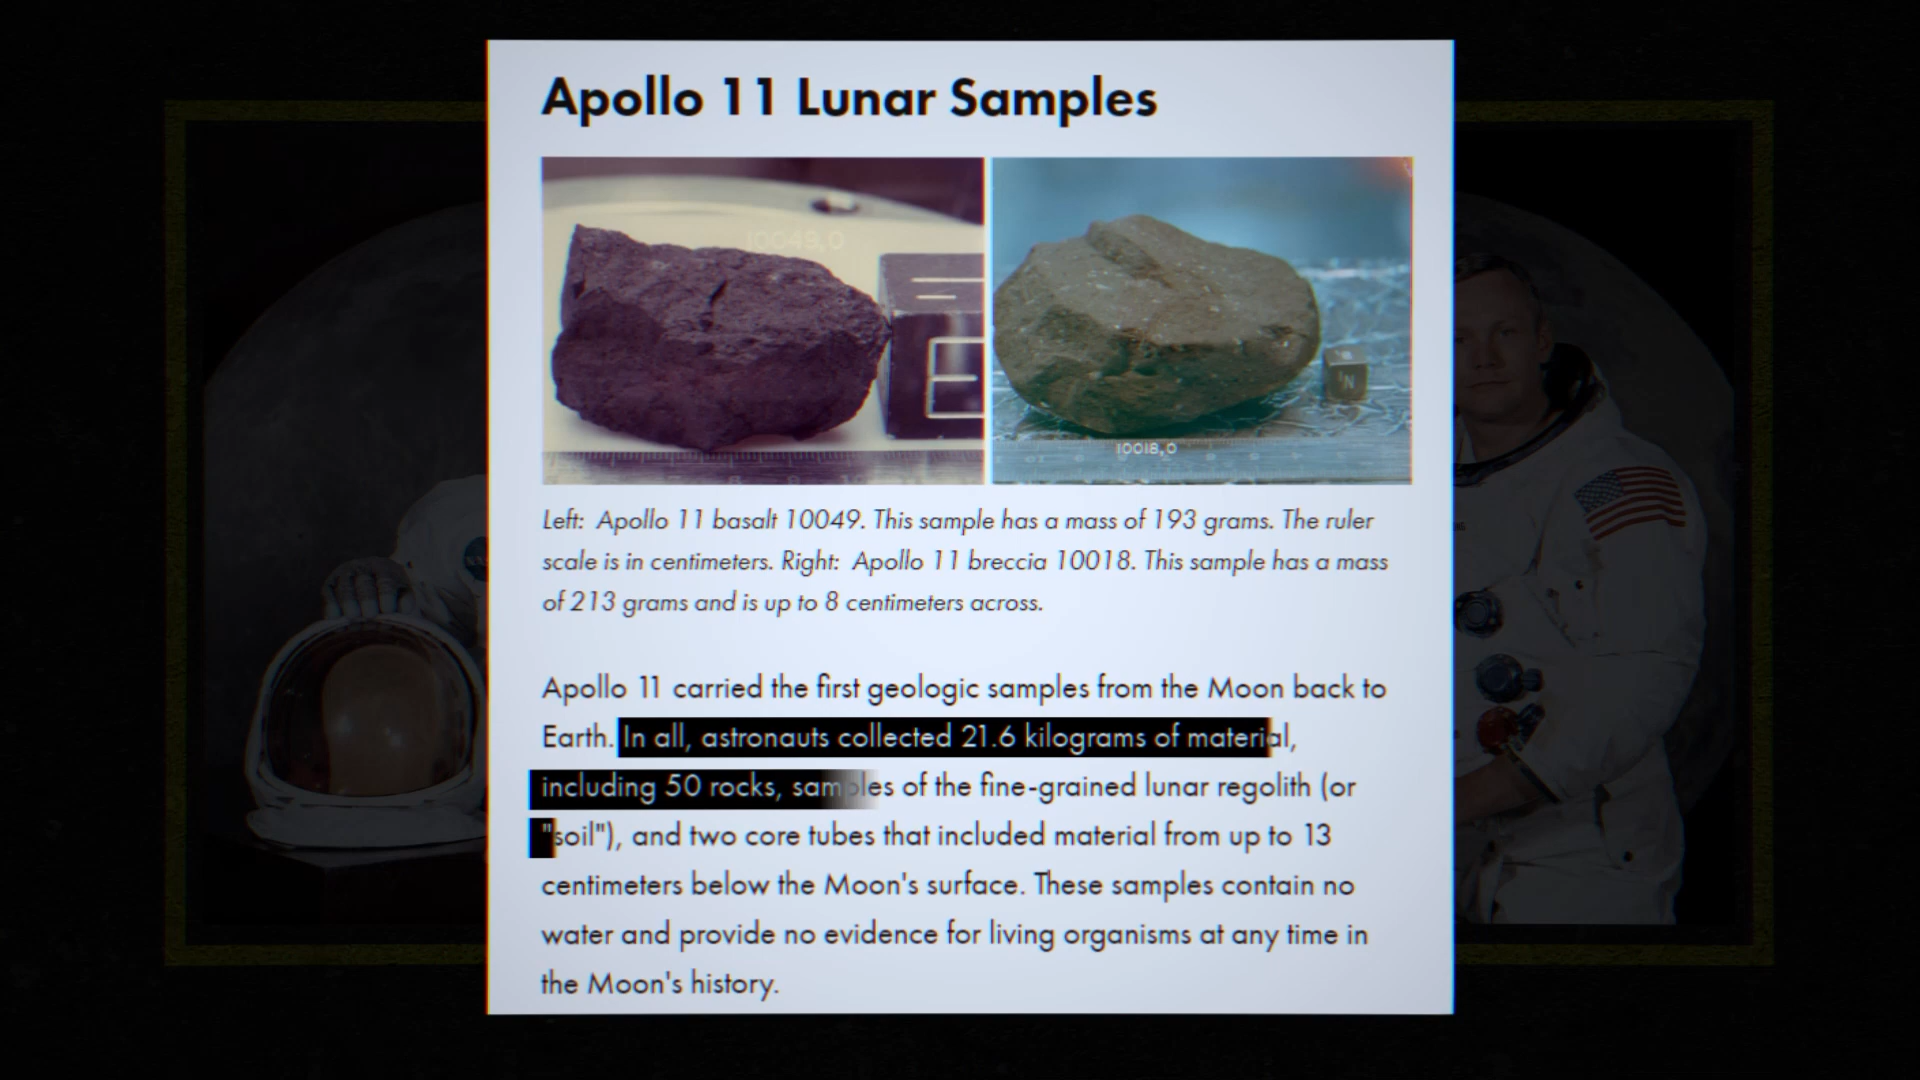 Apollo 11 Lunar Samples
10049,0
E
N
10018,0
Left: Apollo 11 basalt 10049. This sample has a mass of 193 grams. The ruler
scale is in centimeters. Right: Apollo 11 breccia 10018. This sample has a mass
of 213 grams and is up to 8 centimeters across.
Apollo 11 carried the first geologic samples from the Moon back to
Earth. In all, astronauts collected 21.6 kilograms of material,
including 50 rocks, samples of the fine-grained lunar regolith (or
"soil"), and two core tubes that included material from up to 13
centimeters below the Moon's surface. These samples contain no
water and provide no evidence for living organisms at any time in
the Moon's history.